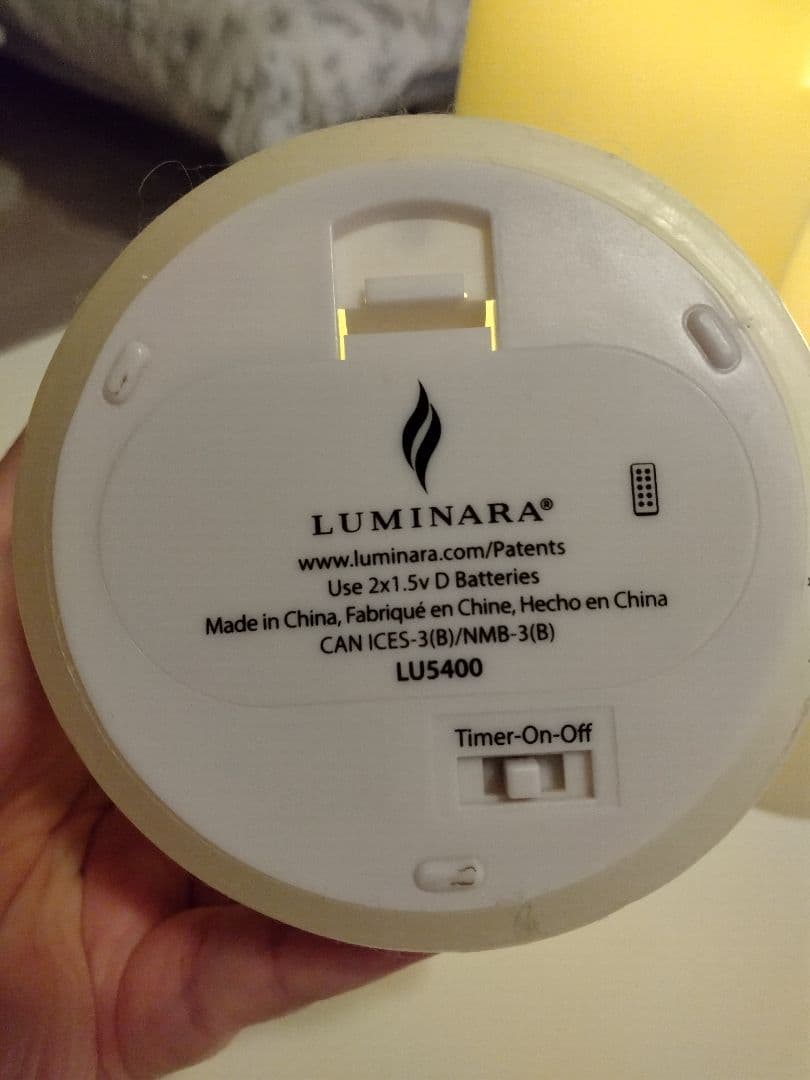 LUMINARA®
www.luminara.com/Patents
Use 2x1.5v D Batteries
Made in China, Fabriqué en Chine, Hecho en China
CAN ICES-3(B)/NMB-3(B)
LU5400
Timer-On-Off